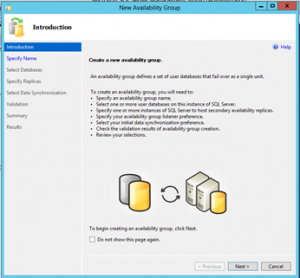 New Availability Group
Introduction
Introduction
Specify Name
Select Databases
Select Replicas
Select Data Synchronization
Validation
Summary
Results
Help
Create a new availability group.
An availability group defines a set of user databases that fail over as a single unit.
To create an availability group, you will need to:
• Specify an availability group name.
• Select one or more user databases on this instance of SQL Server.
• Specify one or more instances of SQL Server to host secondary availability replicas.
• Specify your availability group listener preference.
• Select your initial data synchronization preference.
• Check the validation results of availability group creation.
• Review your selections.
To begin creating an availability group, click Next.
Do not show this page again.
< Previous
Next >
Cancel